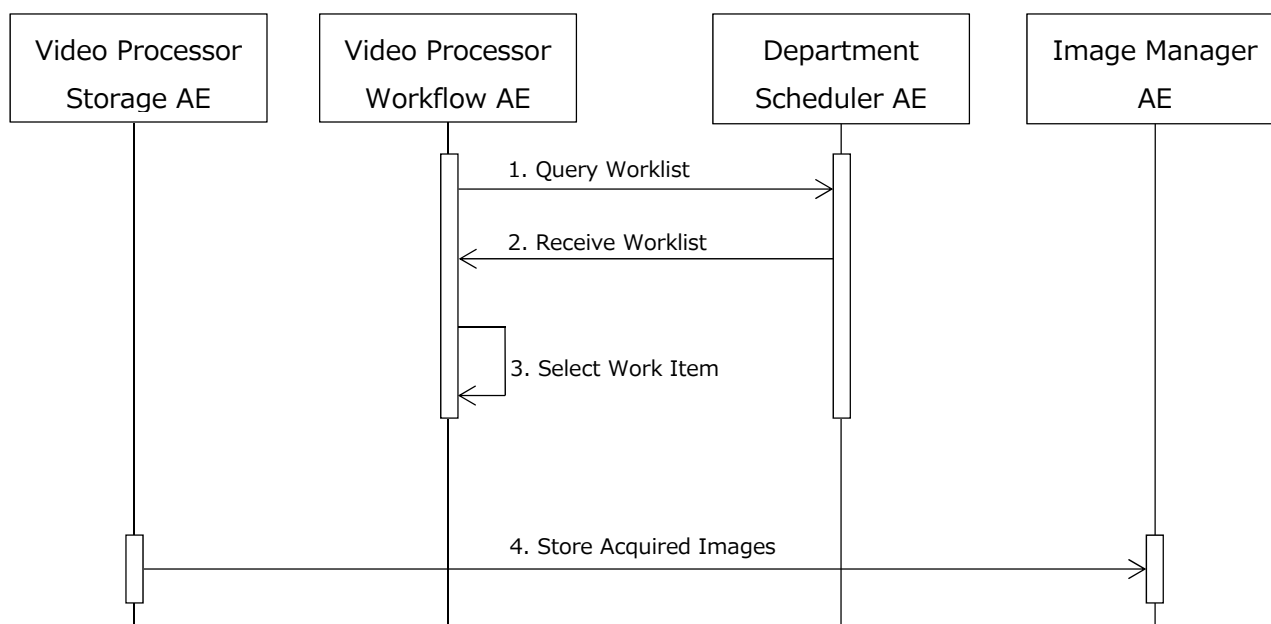 Video Processor
Storage AE
Video Processor
Workflow AE
Department
Scheduler AE
Image Manager
AE
1. Query Worklist
2. Receive Worklist
3. Select Work Item
4. Store Acquired Images